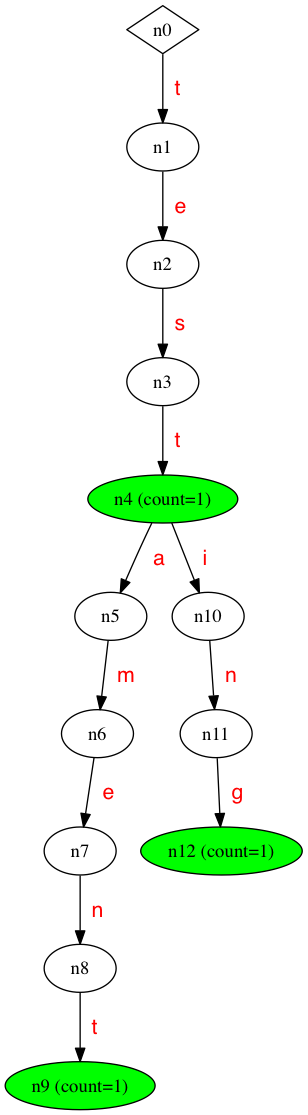 n0
t
n1
e
n2
s
n3
t
n4 (count=1)
a i
n5 n10
m n
n6 n11
e g
n7 n12 (count=1)
n
n8
t
n9 (count=1)